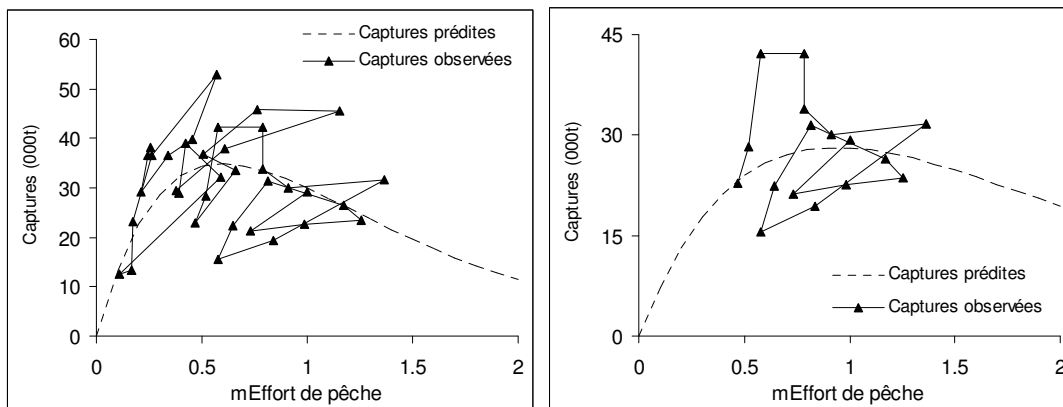 60
50
40
30
20
10
0
Captures (000t)
Captures prédites
Captures observées
0 0.5 1 1.5 2
mEffort de pêche
45
30
15
0
Captures (000t)
Captures prédites
Captures observées
0 0.5 1 1.5 2
mEffort de pêche